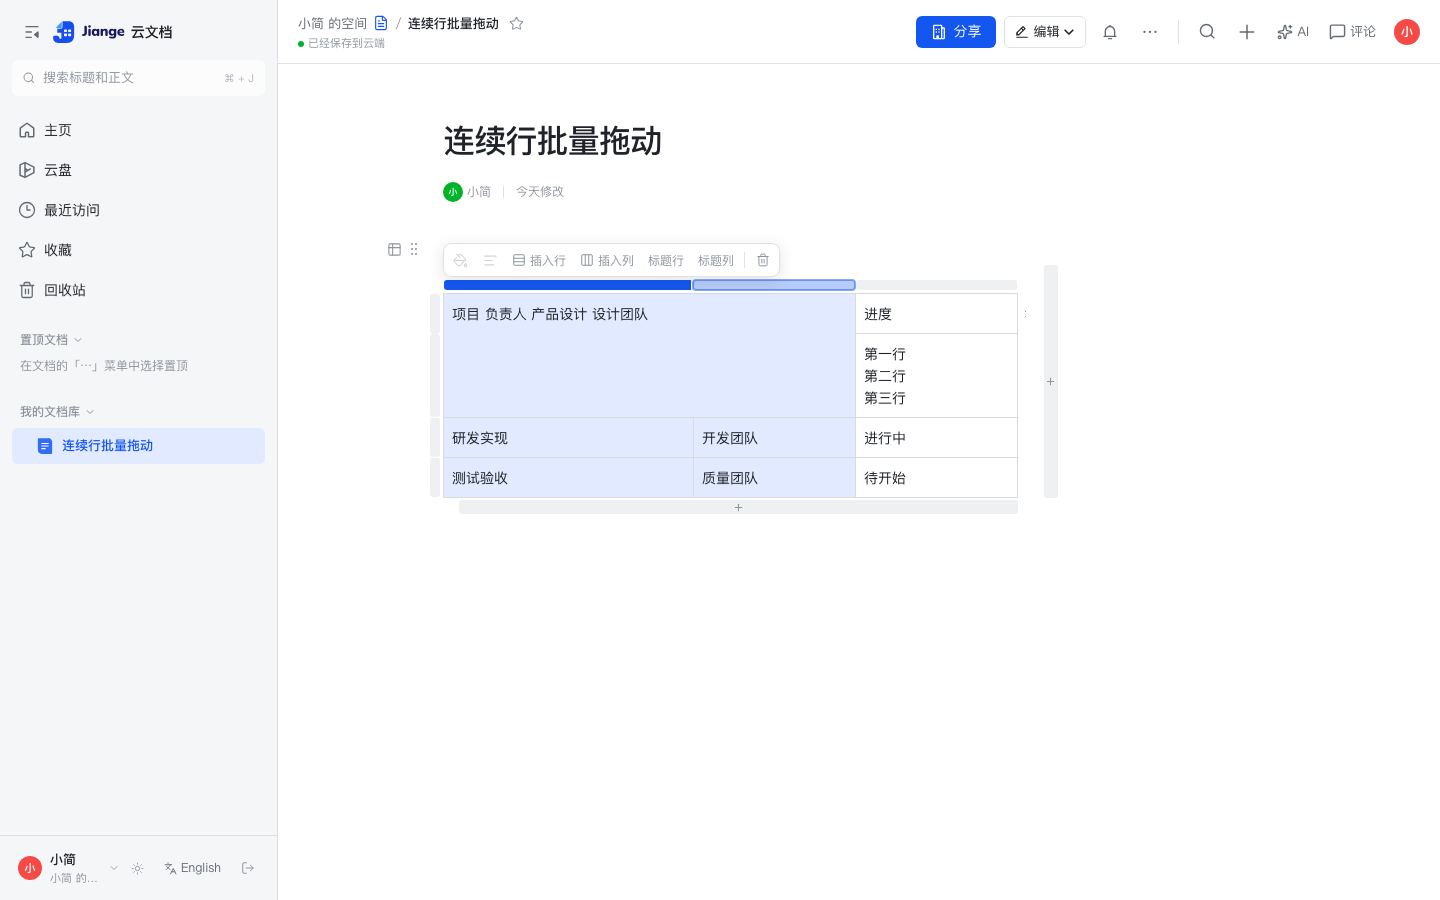 Jiange 云文档
搜索标题和正文 ⌘ + J
主页
云盘
最近访问
收藏
回收站
置顶文档
在文档的「…」菜单中选择置顶
我的文档库
连续行批量拖动
小 小简
小简 的...
English
小简 的空间 / 连续行批量拖动
已经保存到云端
分享
编辑
AI
评论
小
连续行批量拖动
小 小简 今天修改
插入行 插入列 标题行 标题列
项目 负责人 产品设计 设计团队 进度
第一行
第二行
第三行
研发实现 开发团队 进行中
测试验收 质量团队 待开始